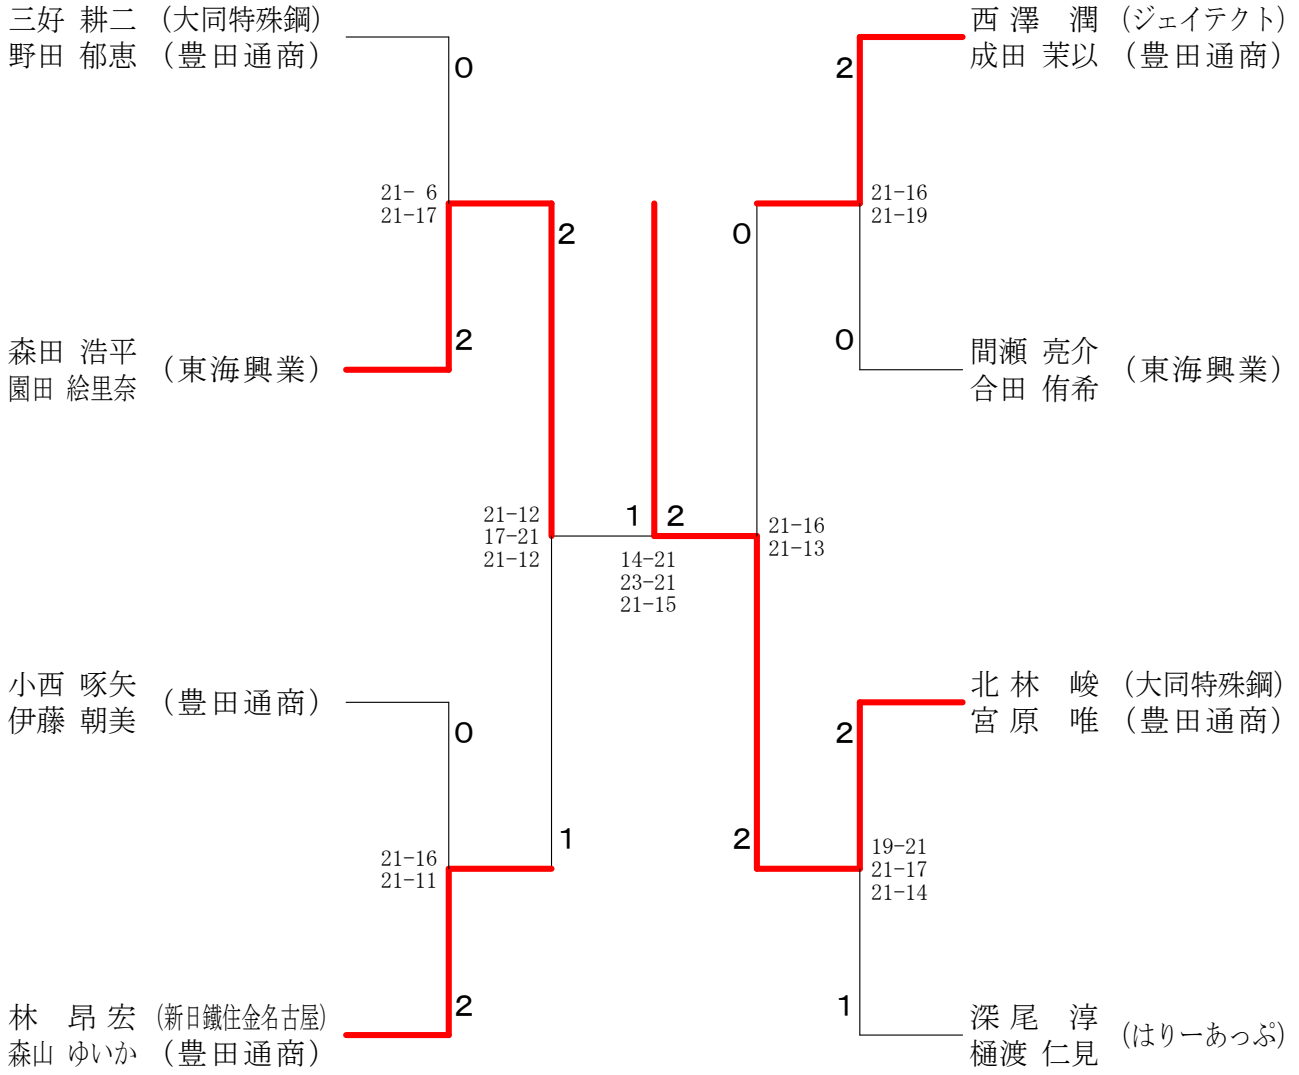 三好 耕二 (大同特殊鋼)
野田 郁恵 (豊田通商)
0
21- 6
21-17
2
2
森田 浩平
園田 絵里奈
(東海興業)
21-12
17-21
21-12
小西 啄矢
伊藤 朝美
(豊田通商)
0
1
21-16
21-11
2
林 昂宏 (新日鐵住金名古屋)
森山 ゆいか (豊田通商)
1 2
14-21
23-21
21-15
西澤 潤 (ジェイテクト)
成田 茉以 (豊田通商)
2
21-16
21-19
0
0
間瀬 亮介
合田 侑希
(東海興業)
21-16
21-13
北林 峻 (大同特殊鋼)
宮原 唯 (豊田通商)
2
2
19-21
21-17
21-14
1
深尾 淳
樋渡 仁見
(はりーあっぷ)